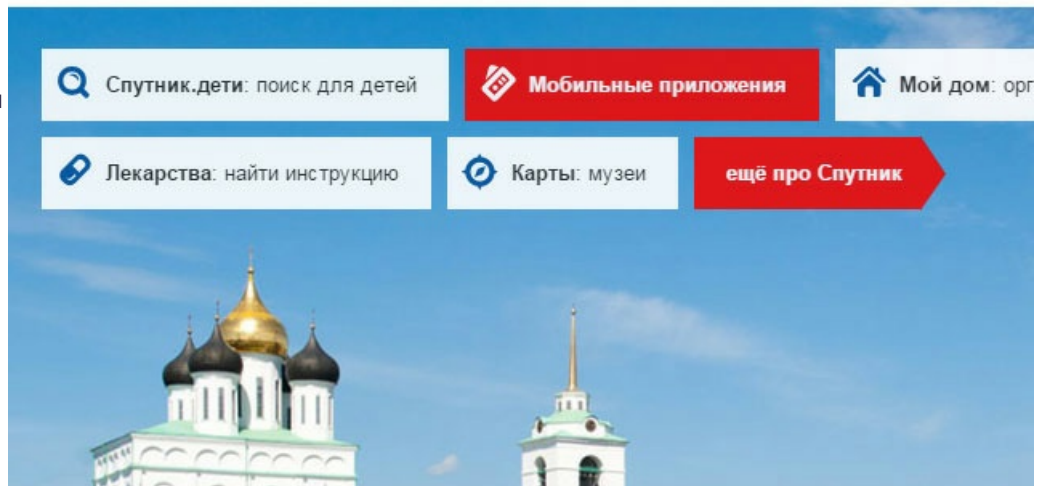 Спутник.дети: поиск для детей
Мобильные приложения
Мой дом: орг
Лекарства: найти инструкцию
Карты: музеи
ещё про Спутник